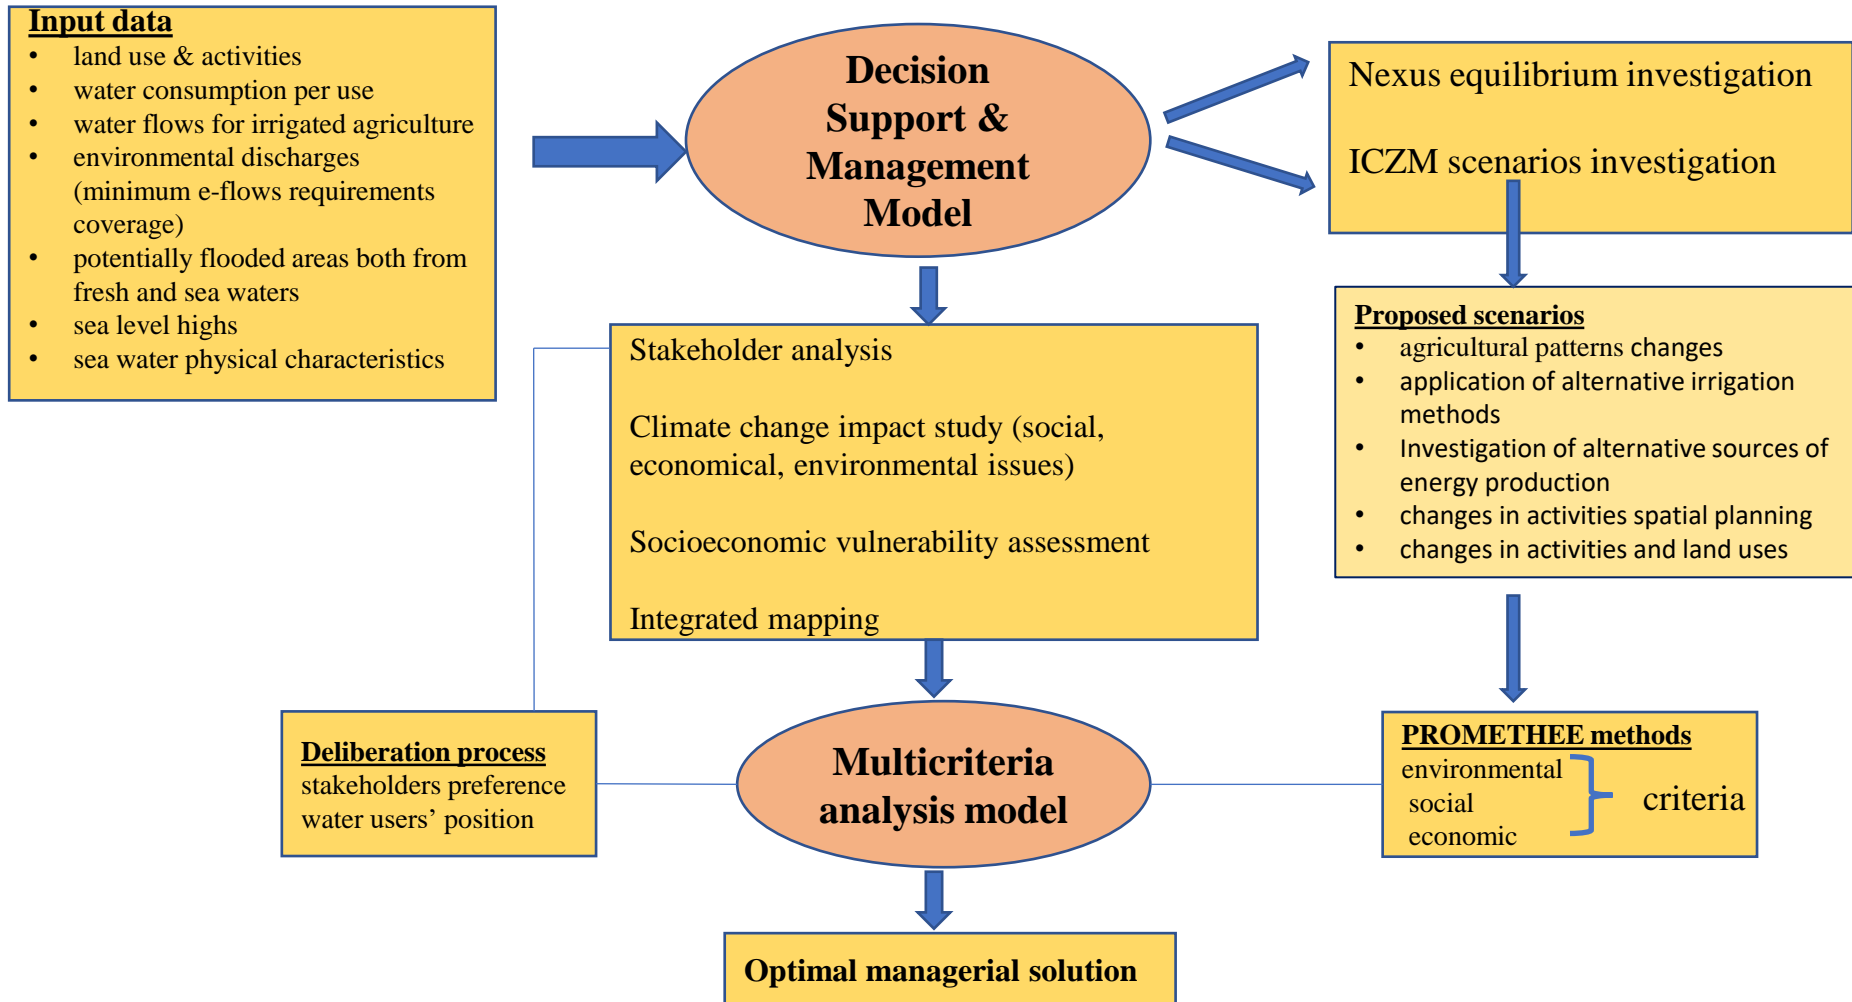 Input data
• land use & activities
• water consumption per use
• water flows for irrigated agriculture
• environmental discharges
(minimum e-flows requirements
coverage)
• potentially flooded areas both from
fresh and sea waters
• sea level highs
• sea water physical characteristics
Decision
Support &
Management
Model
Nexus equilibrium investigation
ICZM scenarios investigation
Stakeholder analysis
Climate change impact study (social,
economical, environmental issues)
Socioeconomic vulnerability assessment
Integrated mapping
Proposed scenarios
• agricultural patterns changes
• application of alternative irrigation
methods
• Investigation of alternative sources of
energy production
• changes in activities spatial planning
• changes in activities and land uses
Deliberation process
stakeholders preference
water users’ position
Multicriteria
analysis model
PROMETHEE methods
environmental
social
economic
criteria
Optimal managerial solution